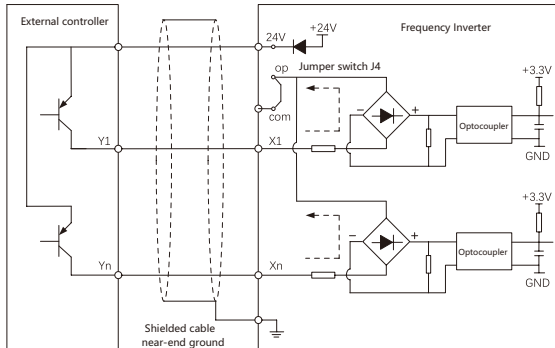 External controller
Frequency Inverter
24V
+24V
op
Jumper switch J4
com
+3.3V
Optocoupler
GND
Y1
X1
+
−
+3.3V
Optocoupler
GND
Yn
Xn
+
−
Shielded cable
near-end ground